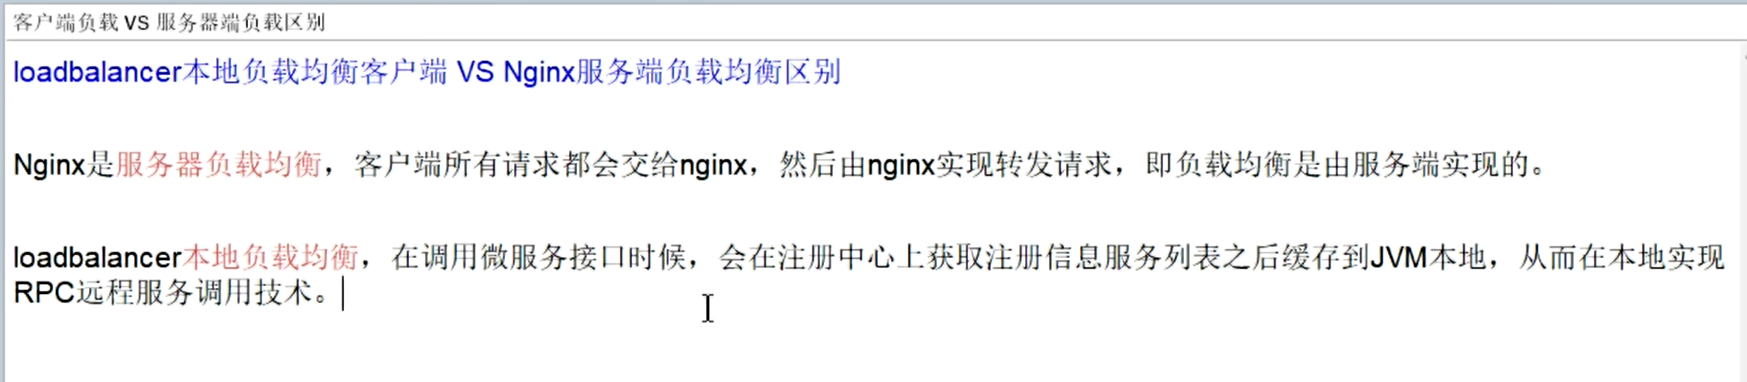 客户端负载 VS 服务器端负载区别
loadbalancer本地负载均衡客户端 VS Nginx服务端负载均衡区别
Nginx是服务器负载均衡，客户端所有请求都会交给nginx，然后由nginx实现转发请求，即负载均衡是由服务端实现的。
loadbalancer本地负载均衡，在调用微服务接口时候，会在注册中心上获取注册信息服务列表之后缓存到JVM本地，从而在本地实现
RPC远程服务调用技术。